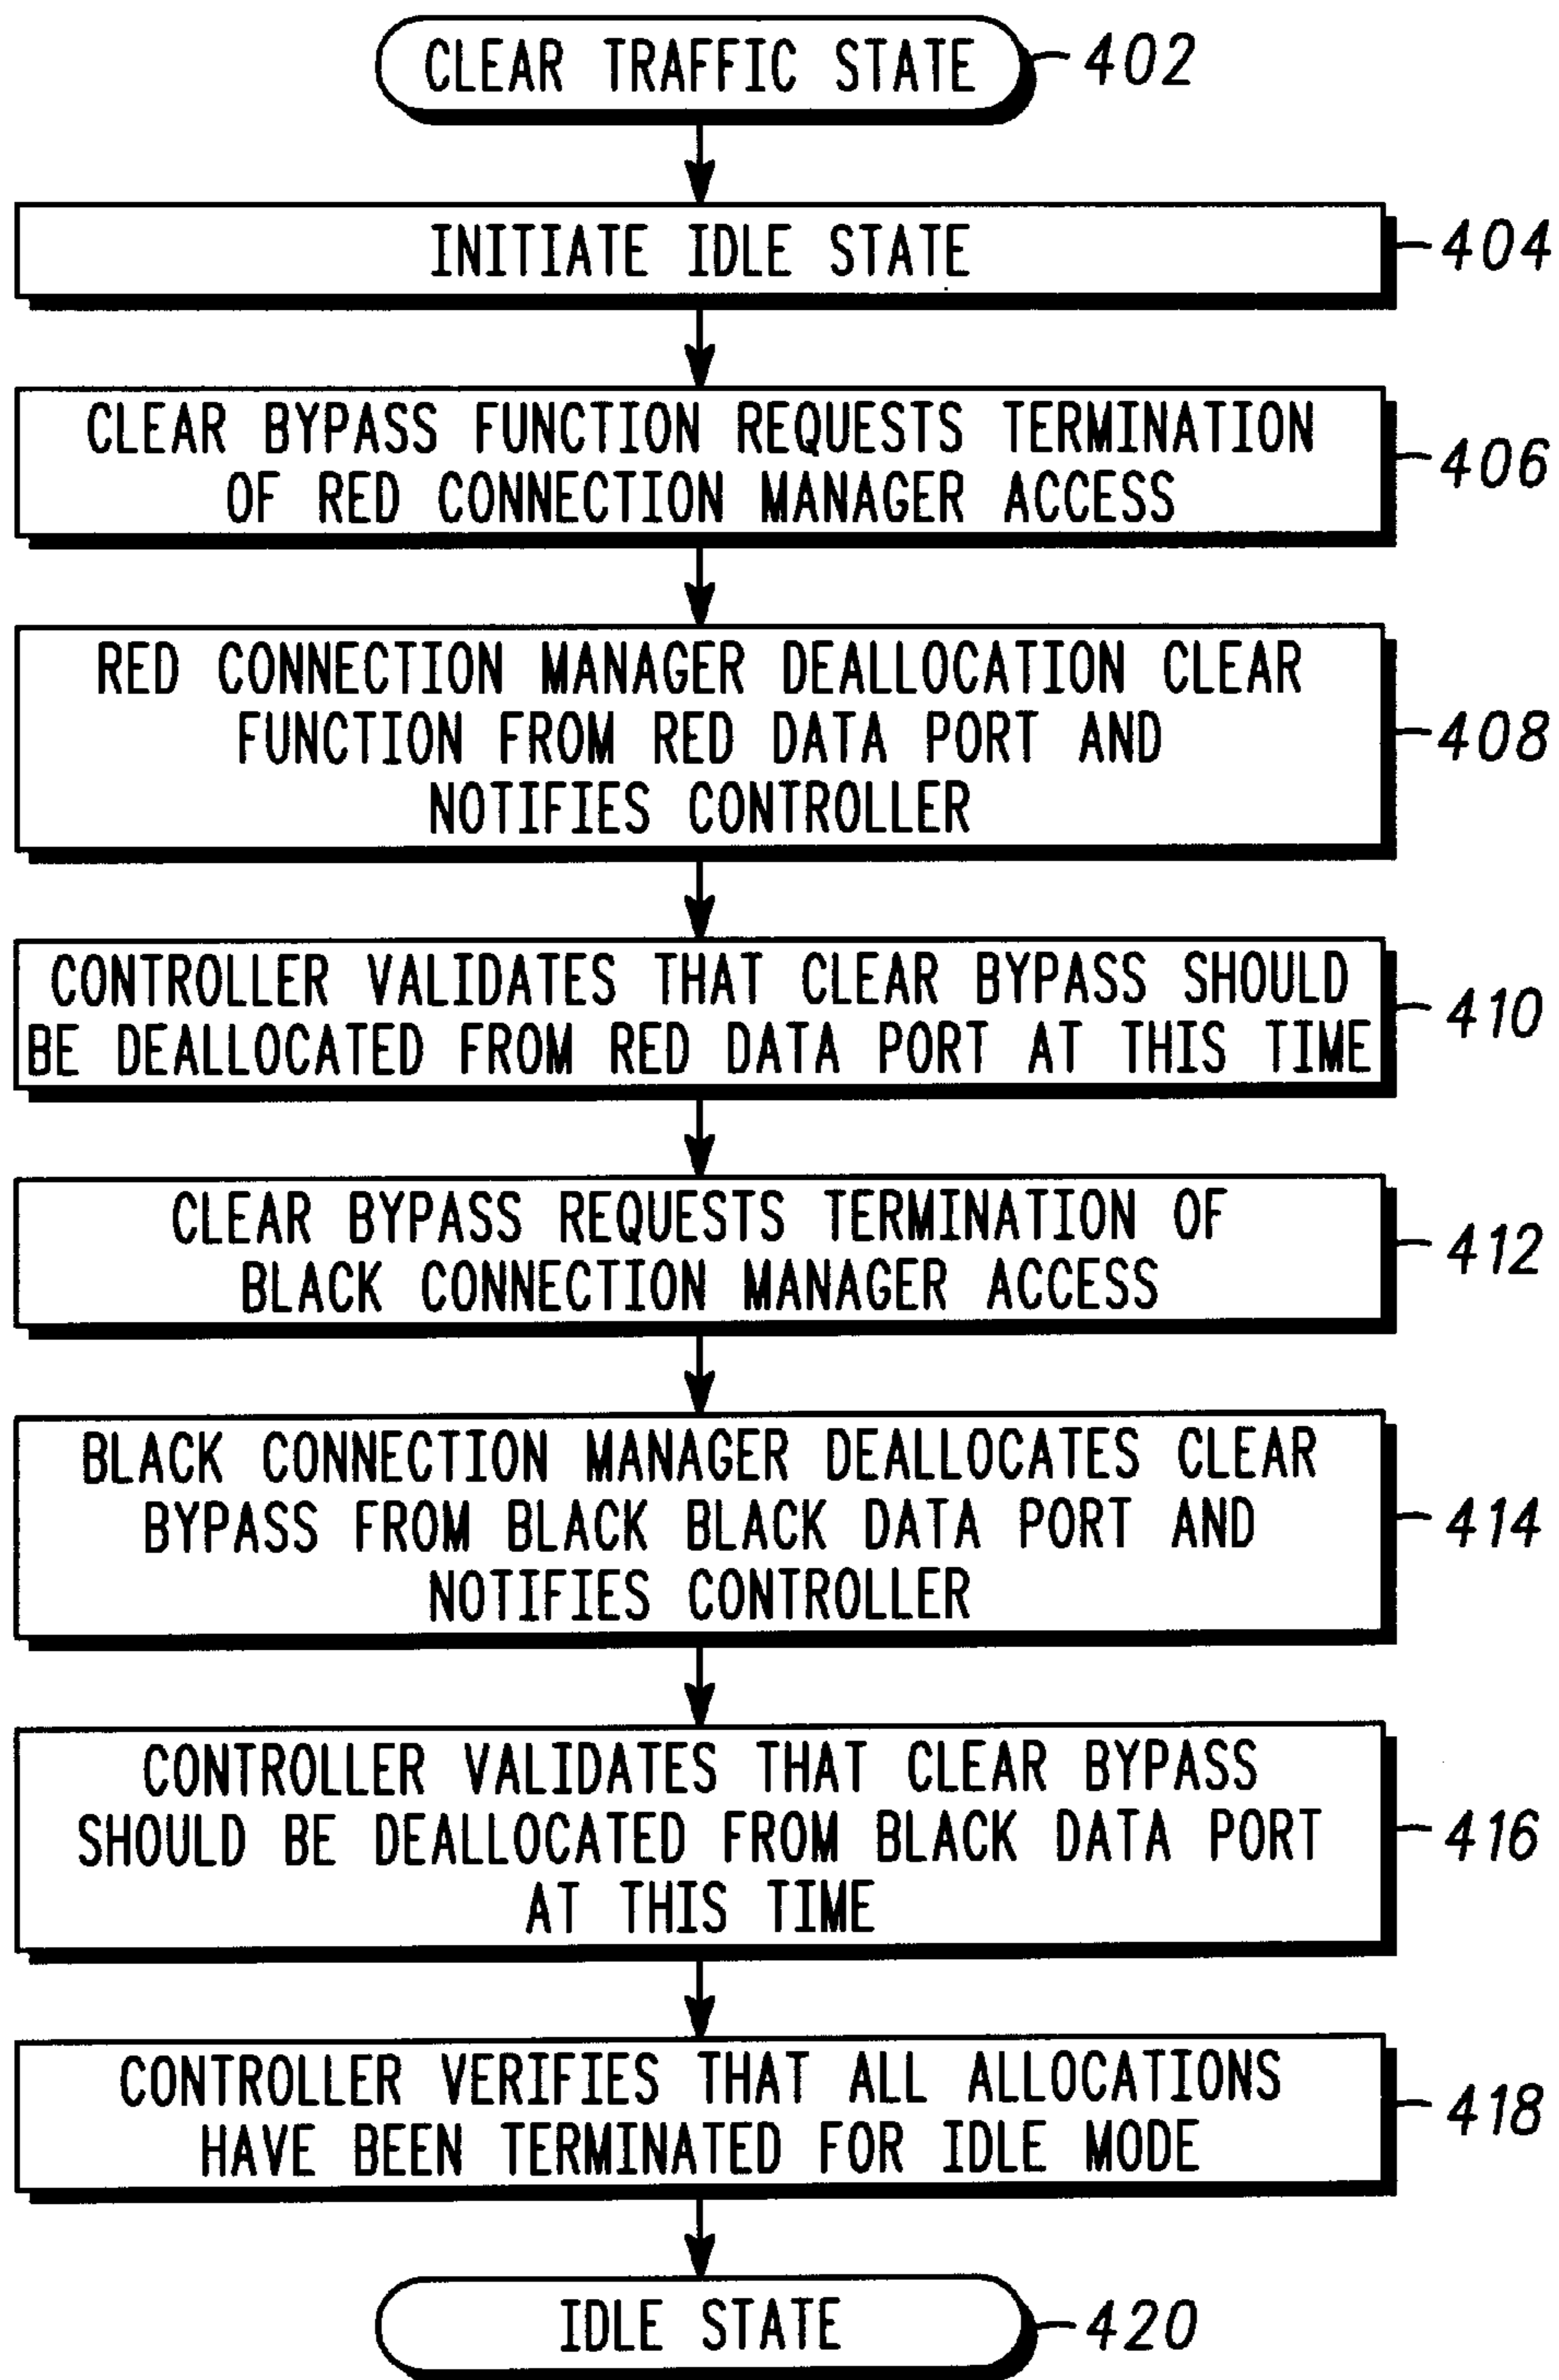 CLEAR TRAFFIC STATE
402
INITIATE IDLE STATE
404
CLEAR BYPASS FUNCTION REQUESTS TERMINATION
OF RED CONNECTION MANAGER ACCESS
406
RED CONNECTION MANAGER DEALLOCATION CLEAR
FUNCTION FROM RED DATA PORT AND
NOTIFIES CONTROLLER
408
CONTROLLER VALIDATES THAT CLEAR BYPASS SHOULD
BE DEALLOCATED FROM RED DATA PORT AT THIS TIME
410
CLEAR BYPASS REQUESTS TERMINATION OF
BLACK CONNECTION MANAGER ACCESS
412
BLACK CONNECTION MANAGER DEALLOCATES CLEAR
BYPASS FROM BLACK BLACK DATA PORT AND
NOTIFIES CONTROLLER
414
CONTROLLER VALIDATES THAT CLEAR BYPASS
SHOULD BE DEALLOCATED FROM BLACK DATA PORT
AT THIS TIME
416
CONTROLLER VERIFIES THAT ALL ALLOCATIONS
HAVE BEEN TERMINATED FOR IDLE MODE
418
IDLE STATE
420